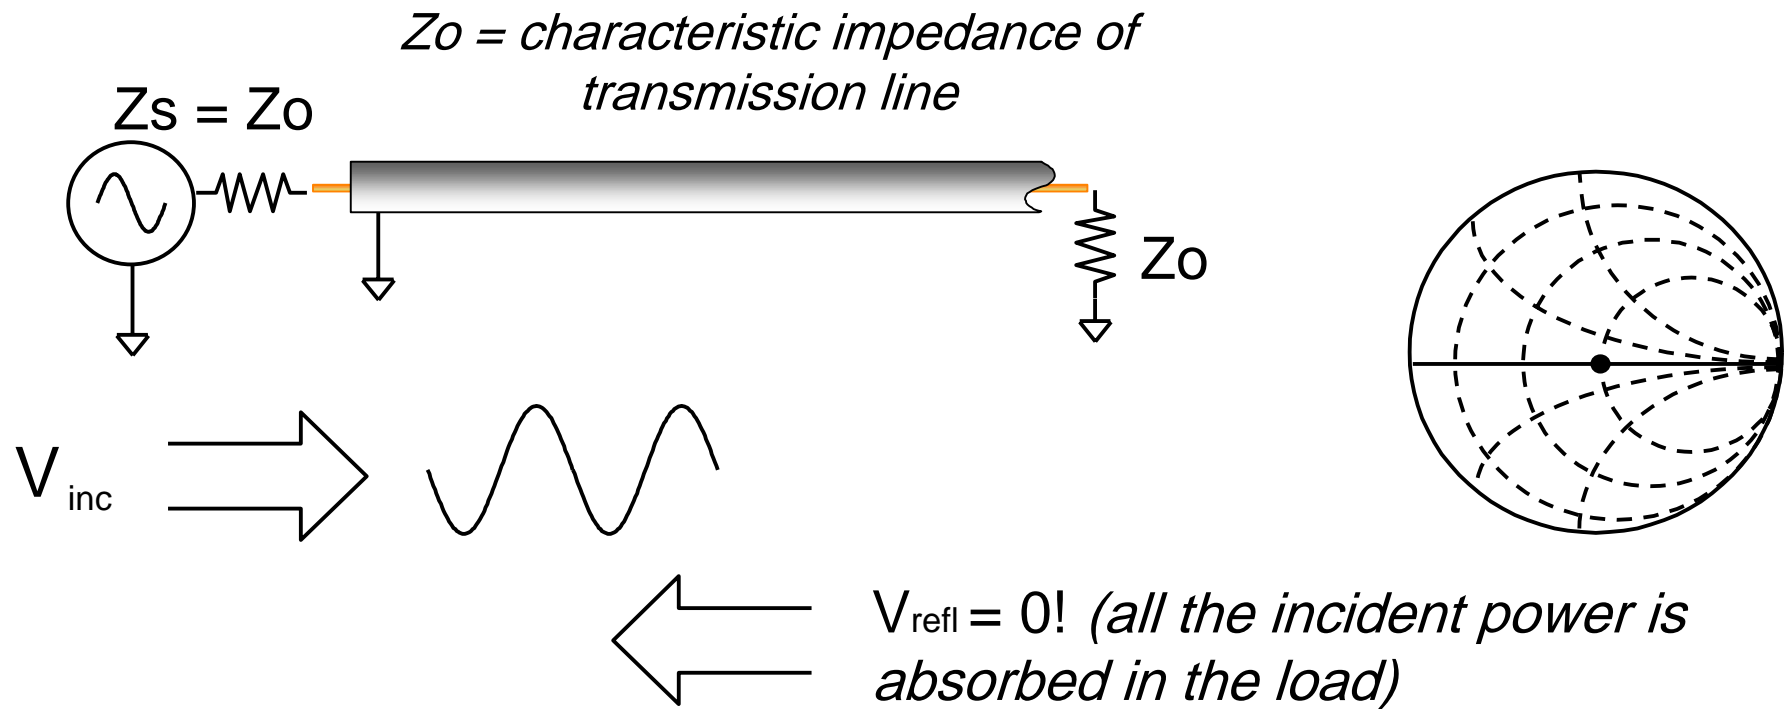 Zo = characteristic impedance of
transmission line
Zs = Zo
Zo
V inc
Vrefl = 0! (all the incident power is
absorbed in the load)